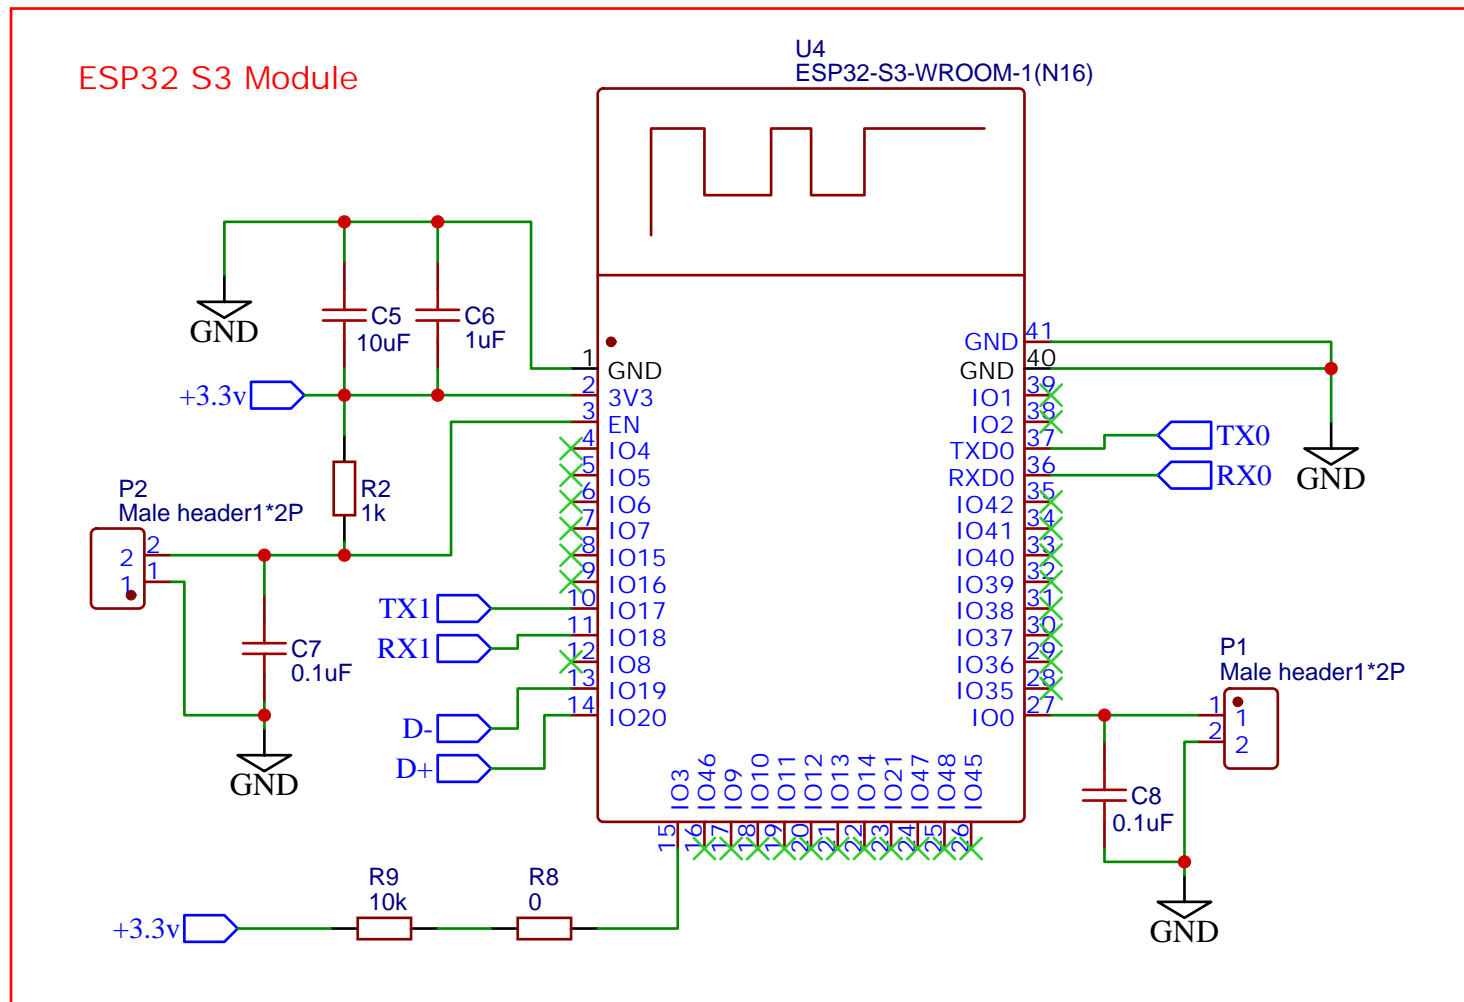 ESP32 S3 Module
U4
ESP32-S3-WROOM-1(N16)
GND
C5
10uF
C6
1uF
+3.3v
1
GND
2
3V3
3
EN
4
IO4
5
IO5
6
IO6
7
IO7
8
IO15
9
IO16
10
IO17
11
IO18
12
IO8
13
IO19
14
IO20
41
GND
40
GND
39
IO1
38
IO2
37
TXD0
36
RXD0
35
IO42
34
IO41
33
IO40
32
IO39
31
IO38
30
IO37
29
IO36
28
IO35
27
IO0
TX0
RX0
GND
R2
1k
P2
Male header1*2P
2
2
1
1
C7
0.1uF
GND
TX1
RX1
D-
D+
P1
Male header1*2P
1
1
2
2
C8
0.1uF
GND
IO3
IO46
IO9
IO10
IO11
IO12
IO13
IO14
IO21
IO47
IO48
IO45
15
16
17
18
19
20
21
22
23
24
25
26
R9
10k
R8
0
+3.3v